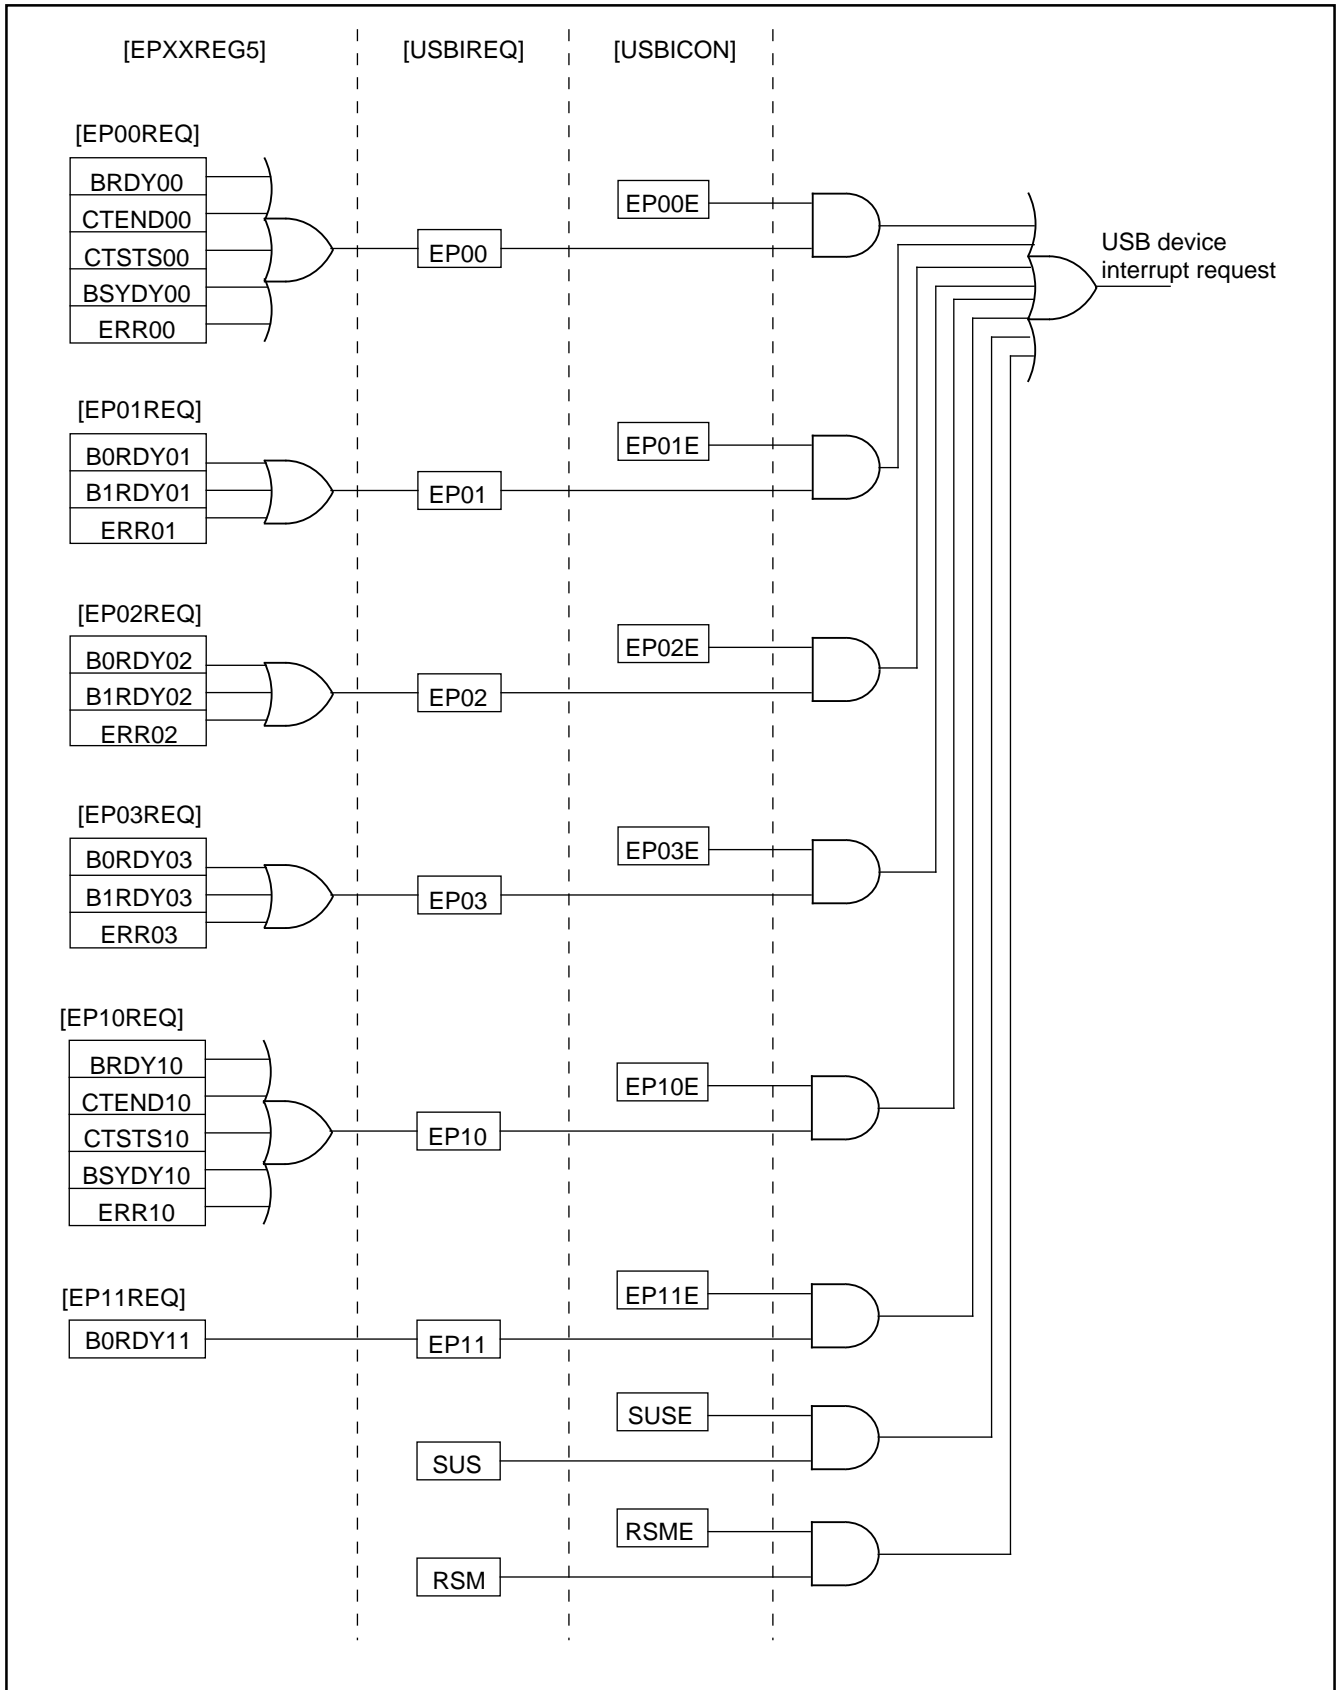 [EPXXREG5] [USBIREQ] [USBICON]
[EP00REQ]
BRDY00
CTEND00
CTSTS00
BSYDY00
ERR00
EP00
EP00E
USB device
interrupt request
[EP01REQ]
B0RDY01
B1RDY01
ERR01
EP01
EP01E
[EP02REQ]
B0RDY02
B1RDY02
ERR02
EP02
EP02E
[EP03REQ]
B0RDY03
B1RDY03
ERR03
EP03
EP03E
[EP10REQ]
BRDY10
CTEND10
CTSTS10
BSYDY10
ERR10
EP10
EP10E
[EP11REQ]
B0RDY11
EP11
EP11E
SUSE
SUS
RSME
RSM